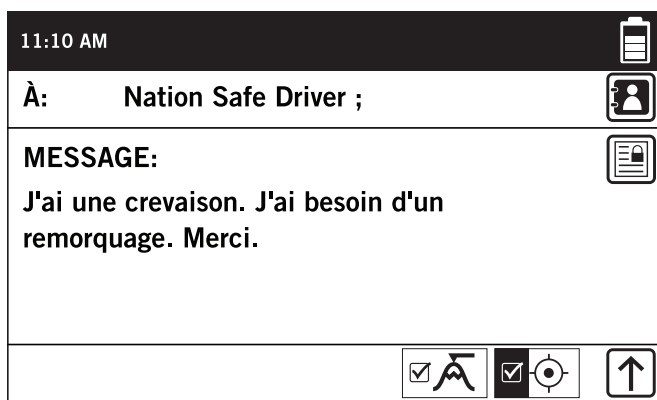 11:10 AM
À: Nation Safe Driver ;
MESSAGE:
J'ai une crevaison. J'ai besoin d'un
remorquage. Merci.